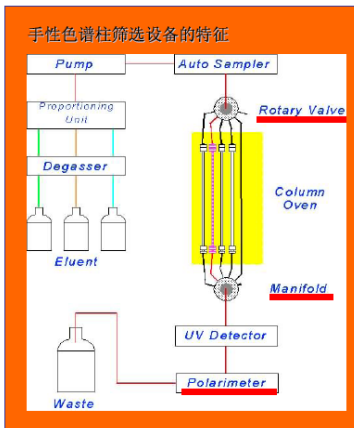 手性色谱柱筛选设备的特征
Pump
Auto Sampler
Proportioning
Unit
Rotary Valve
Degasser
Column
Oven
Eluent
Manifold
UV Detector
Polarimeter
Waste